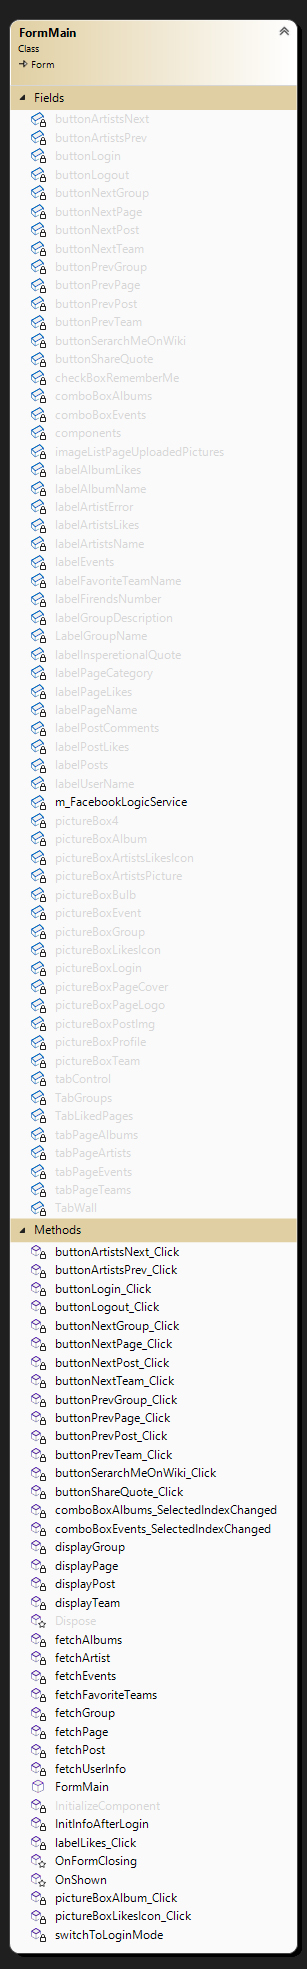 FormMain
Class
Form
Fields
buttonArtistsNext
buttonArtistsPrev
buttonLogin
buttonLogout
buttonNextGroup
buttonNextPage
buttonNextPost
buttonNextTeam
buttonPrevGroup
buttonPrevPage
buttonPrevPost
buttonPrevTeam
buttonSerarchMeOnWiki
buttonShareQuote
checkBoxRememberMe
comboBoxAlbums
comboBoxEvents
components
imageListPageUploadedPictures
labelAlbumLikes
labelAlbumName
labelArtistError
labelArtistsLikes
labelArtistsName
labelEvents
labelFavoriteTeamName
labelFirendsNumber
labelGroupDescription
LabelGroupName
labelInsperetionalQuote
labelPageCategory
labelPageLikes
labelPageName
labelPostComments
labelPostLikes
labelPosts
labelUserName
m_FacebookLogicService
pictureBox4
pictureBoxAlbum
pictureBoxArtistsLikesIcon
pictureBoxArtistsPicture
pictureBoxBulb
pictureBoxEvent
pictureBoxGroup
pictureBoxLikesIcon
pictureBoxLogin
pictureBoxPageCover
pictureBoxPageLogo
pictureBoxPostImg
pictureBoxProfile
pictureBoxTeam
tabControl
TabGroups
TabLikedPages
tabPageAlbums
tabPageArtists
tabPageEvents
tabPageTeams
TabWall
Methods
buttonArtistsNext_Click
buttonArtistsPrev_Click
buttonLogin_Click
buttonLogout_Click
buttonNextGroup_Click
buttonNextPage_Click
buttonNextPost_Click
buttonNextTeam_Click
buttonPrevGroup_Click
buttonPrevPage_Click
buttonPrevPost_Click
buttonPrevTeam_Click
buttonSerarchMeOnWiki_Click
buttonShareQuote_Click
comboBoxAlbums_SelectedIndexChanged
comboBoxEvents_SelectedIndexChanged
displayGroup
displayPage
displayPost
displayTeam
Dispose
fetchAlbums
fetchArtist
fetchEvents
fetchFavoriteTeams
fetchGroup
fetchPage
fetchPost
fetchUserInfo
FormMain
InitializeComponent
InitInfoAfterLogin
labelLikes_Click
OnFormClosing
OnShown
pictureBoxAlbum_Click
pictureBoxLikesIcon_Click
switchToLoginMode